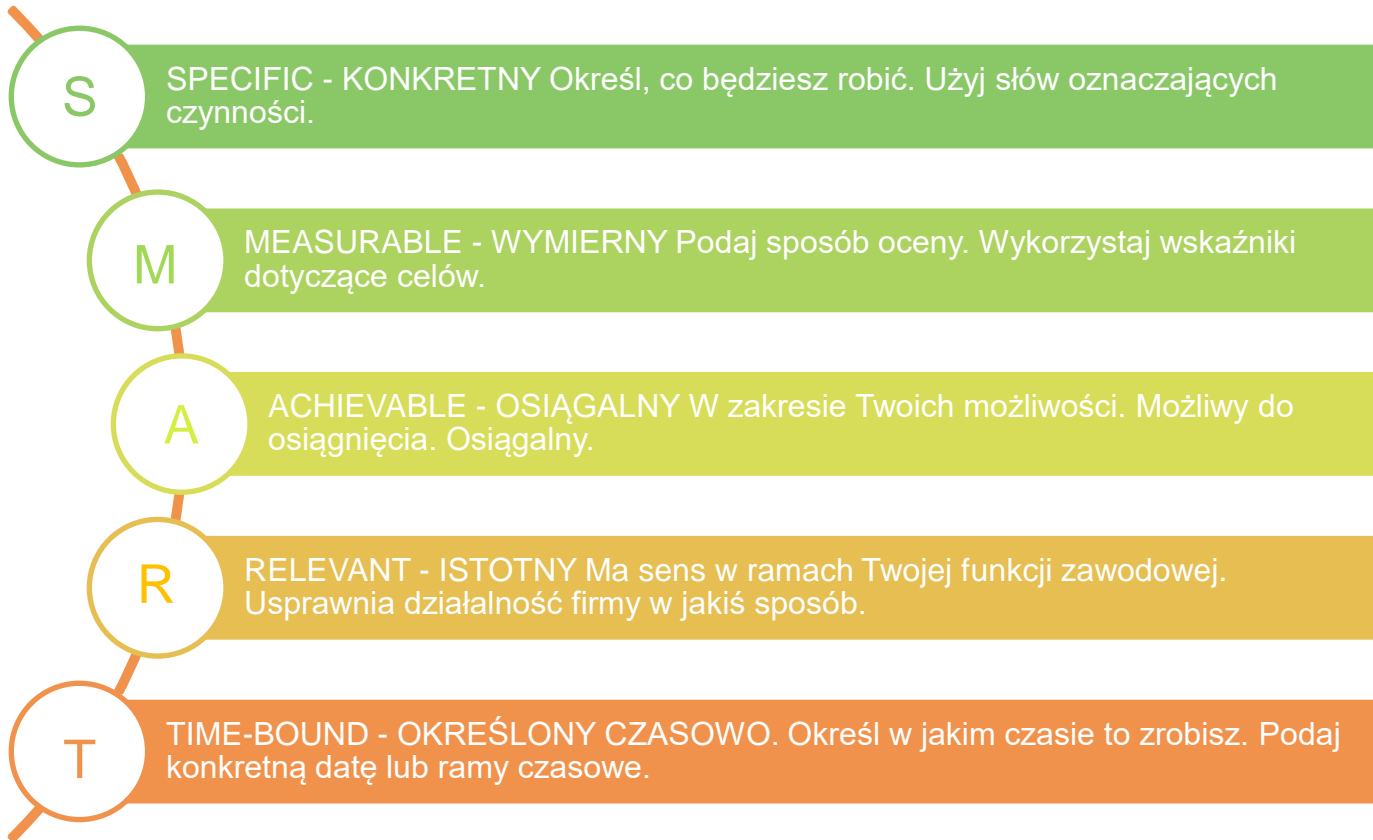 S
SPECIFIC - KONKRETNY Określ, co będziesz robić. Użyj słów oznaczających
czynności.
M
MEASURABLE - WYMIERNY Podaj sposób oceny. Wykorzystaj wskaźniki
dotyczące celów.
A
ACHIEVABLE - OSIĄGALNY W zakresie Twoich możliwości. Możliwy do
osiągnięcia. Osiągalny.
R
RELEVANT - ISTOTNY Ma sens w ramach Twojej funkcji zawodowej.
Usprawnia działalność firmy w jakiś sposób.
T
TIME-BOUND - OKREŚLONY CZASOWO. Określ w jakim czasie to zrobisz. Podaj
konkretną datę lub ramy czasowe.